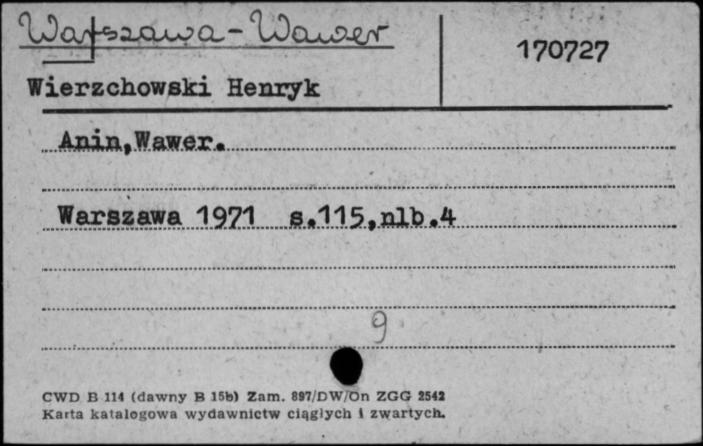 Warszawa-Wawer
170727
Wierzchowski Henryk
Anin,Wawer.
Warszawa 1971 s.115,nlb.4
9
CWD B 114 (dawny B 15b) Zam. 897/DW/On ZGG 2542
Karta katalogowa wydawnictw ciągłych i zwartych.